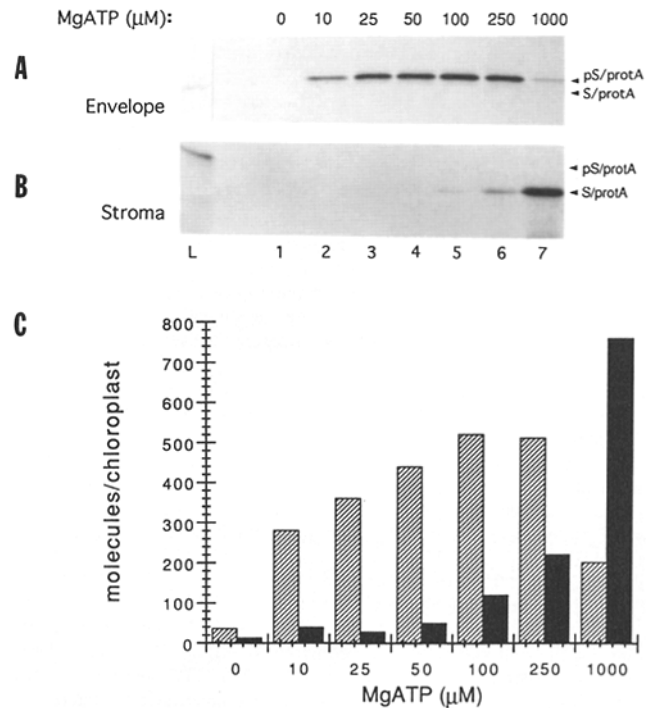 MgATP (μM): 0 10 25 50 100 250 1000
A
pS/protA
S/protA
Envelope
B
pS/protA
S/protA
Stroma
L 1 2 3 4 5 6 7
C
800
700
600
500
400
300
200
100
0
molecules/chloroplast
0 10 25 50 100 250 1000
MgATP (μM)